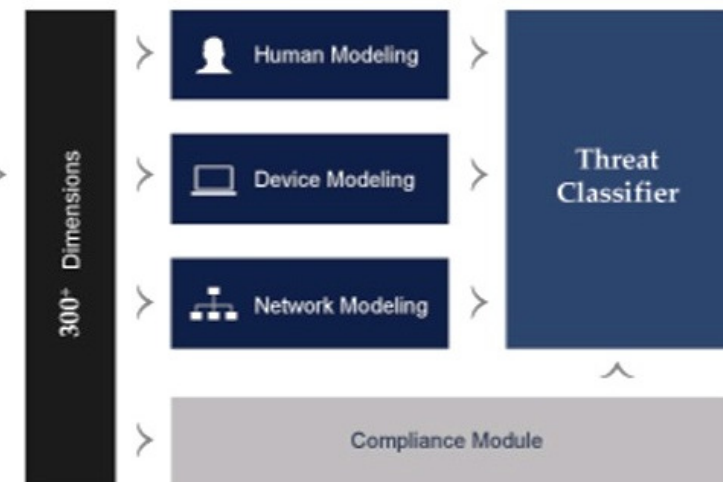 300+ Dimensions
Human Modeling
Device Modeling
Network Modeling
Threat
Classifier
Compliance Module